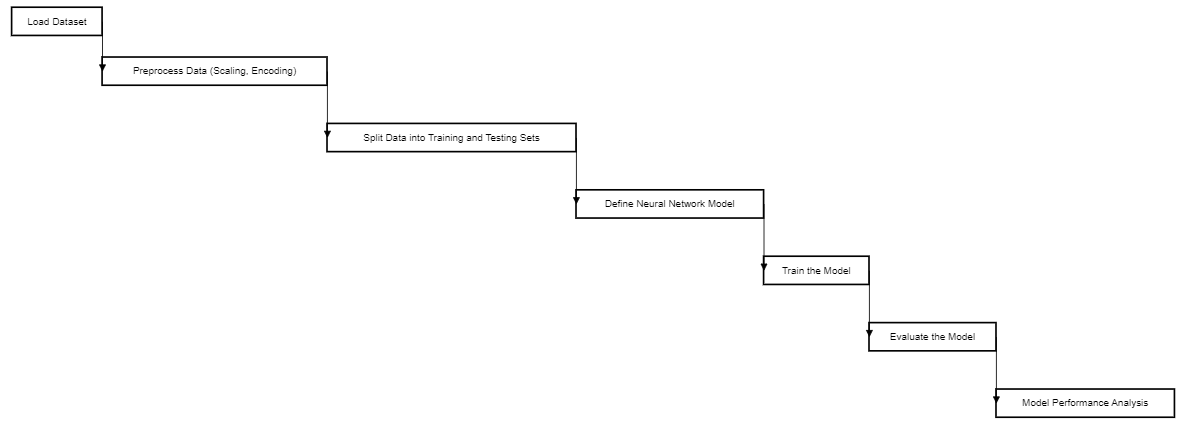 Load Dataset
Preprocess Data (Scaling, Encoding)
Split Data into Training and Testing Sets
Define Neural Network Model
Train the Model
Evaluate the Model
Model Performance Analysis